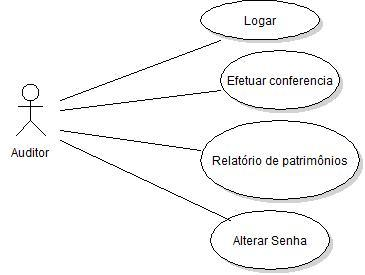 Logar
Efetuar conferencia
Auditor
Relatório de patrimônios
Alterar Senha